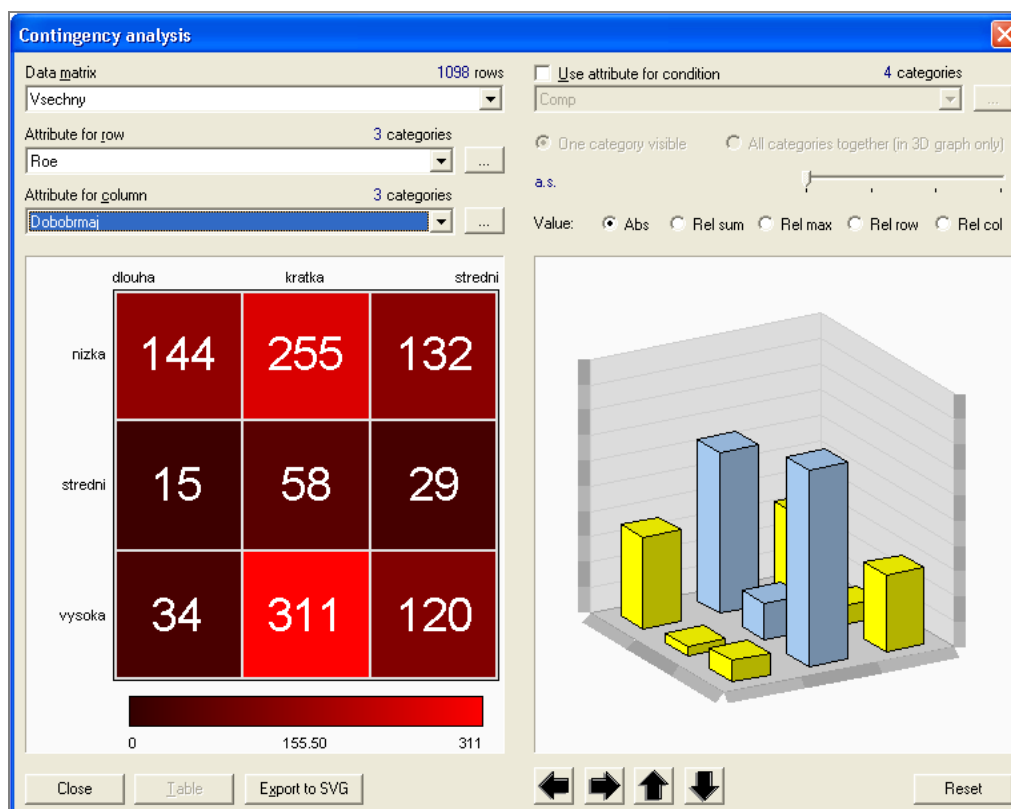 Contingency analysis
Data matrix 1098 rows
Vsechny
Attribute for row 3 categories
Roe ...
Attribute for column 3 categories
Dobobrmaj ...
Use attribute for condition 4 categories
Comp ...
One category visible All categories together (in 3D graph only)
a.s.
Value: Abs Rel sum Rel max Rel row Rel col
dlouha kratka stredni
nizka 144 255 132
stredni 15 58 29
vysoka 34 311 120
0 155.50 311
Close Table Export to SVG Reset